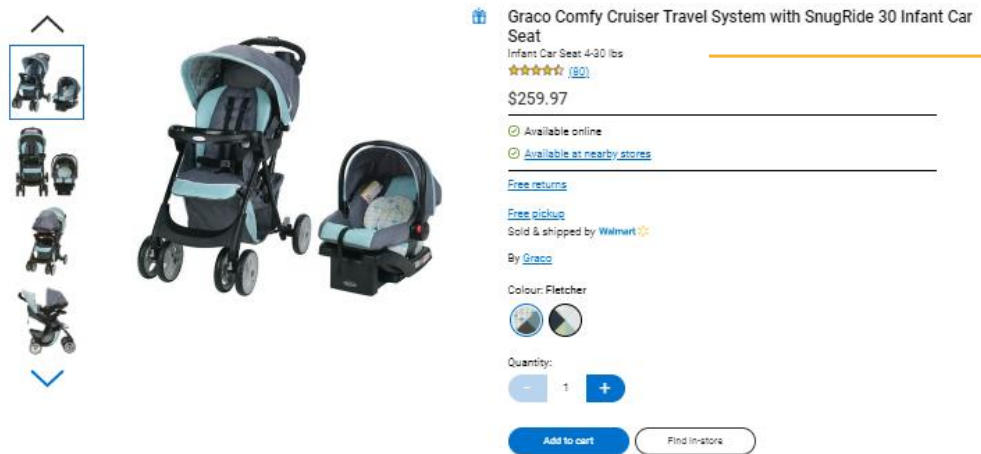 Graco Comfy Cruiser Travel System with SnugRide 30 Infant Car
Seat
Infant Car Seat 4-30 lbs
(80)
$259.97
Available online
Available at nearby stores
Free returns
Free pickup
Sold & shipped by Walmart
By Graco
Colour: Fletcher
Quantity:
- 1 +
Add to cart Find in-store